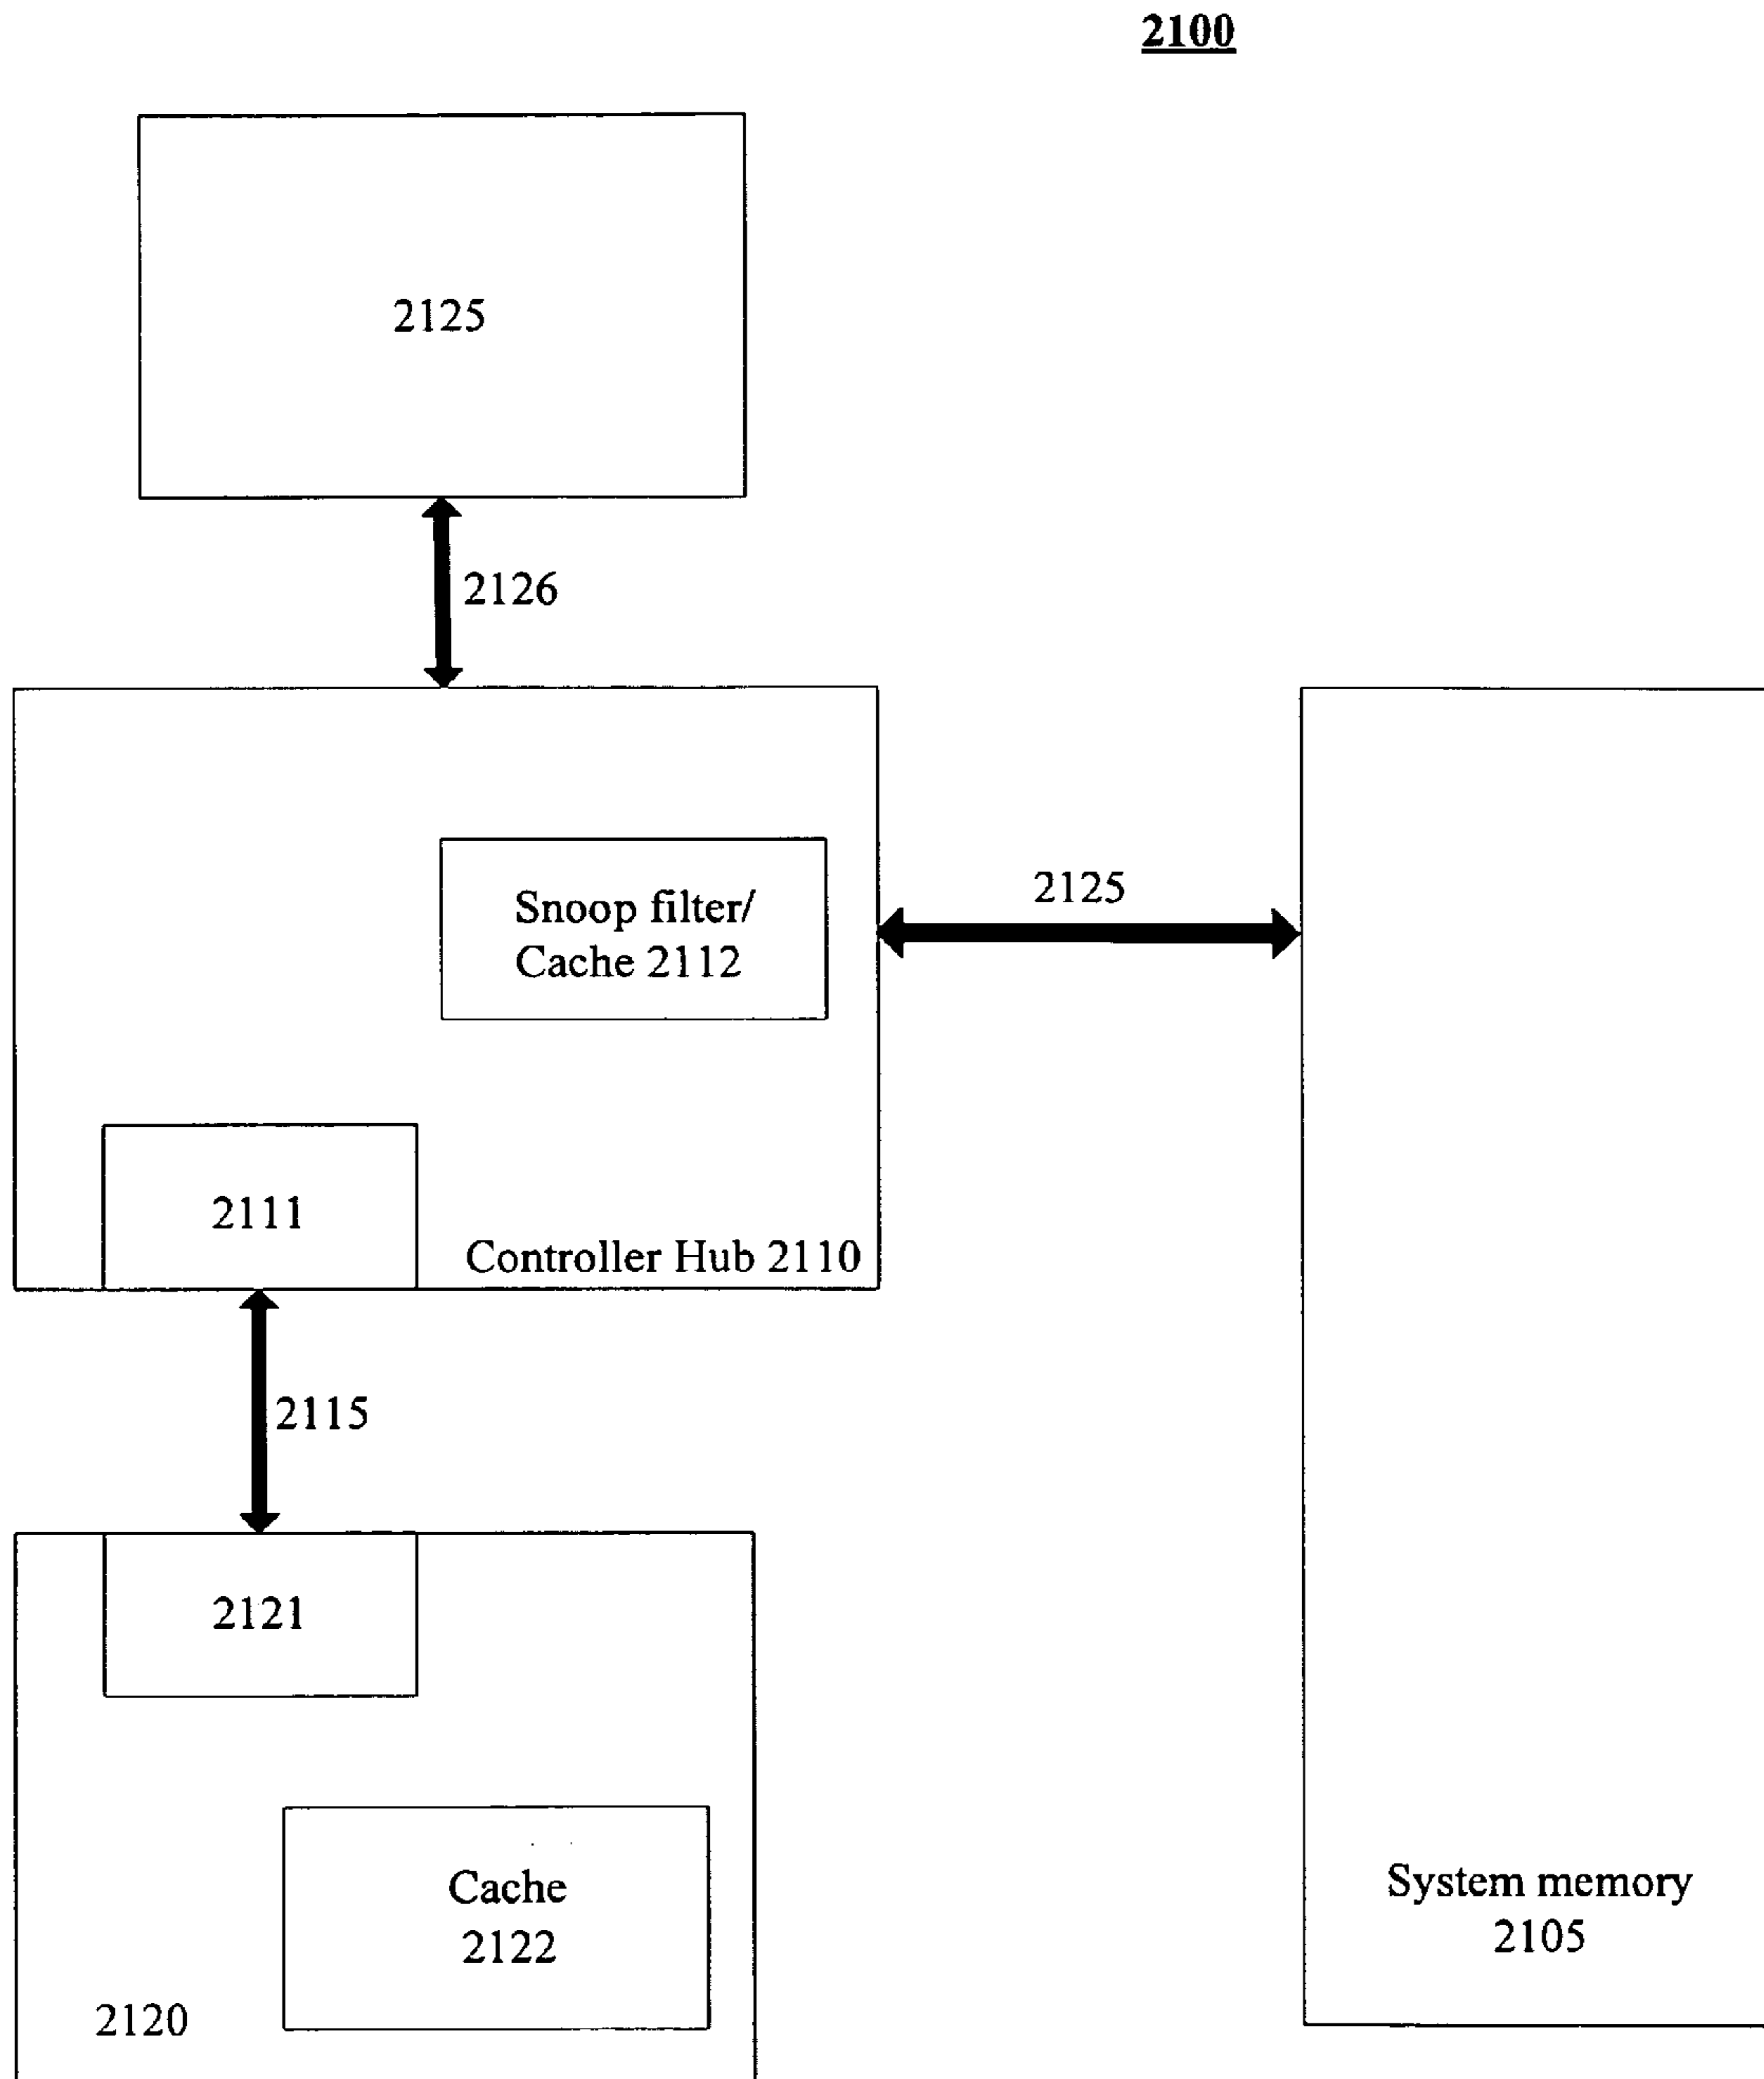 2100
2125
2126
Snoop filter/
Cache 2112
2125
2111
Controller Hub 2110
2115
2121
Cache
2122
2120
System memory
2105